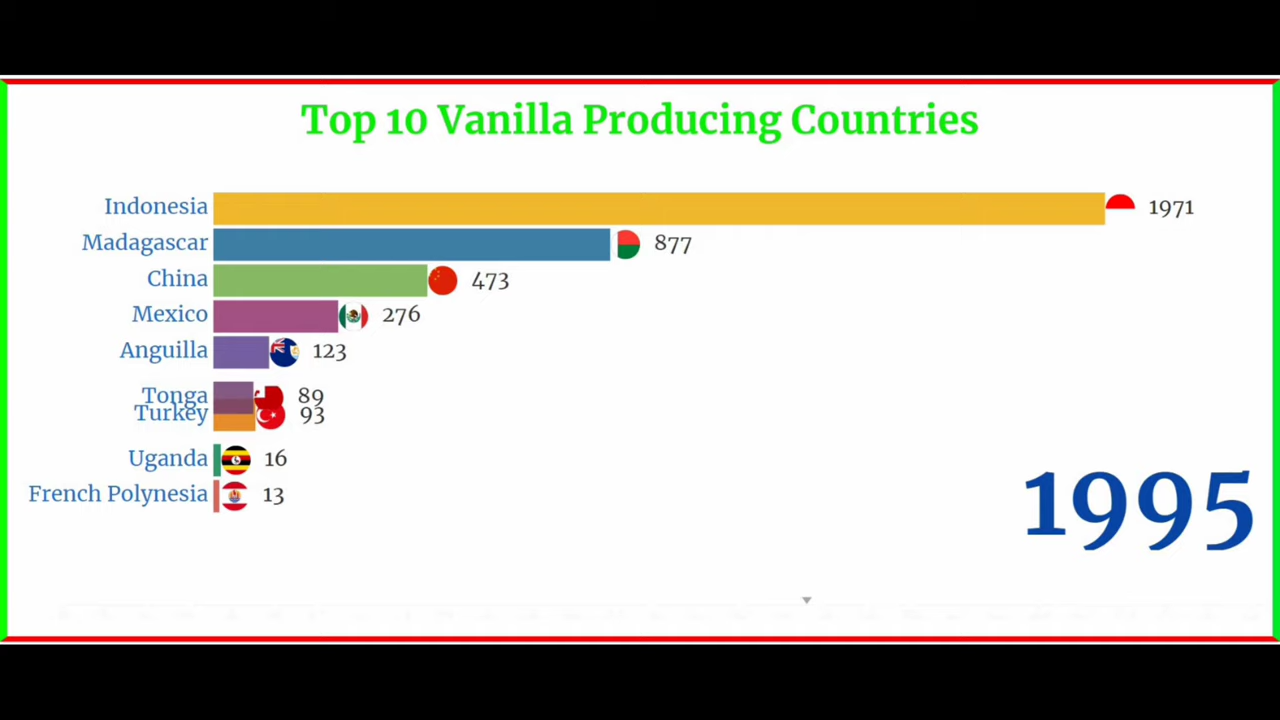 Top 10 Vanilla Producing Countries
Indonesia 1971
Madagascar 877
China 473
Mexico 276
Anguilla 123
Tonga 89
Turkey 93
Uganda 16
French Polynesia 13
1995